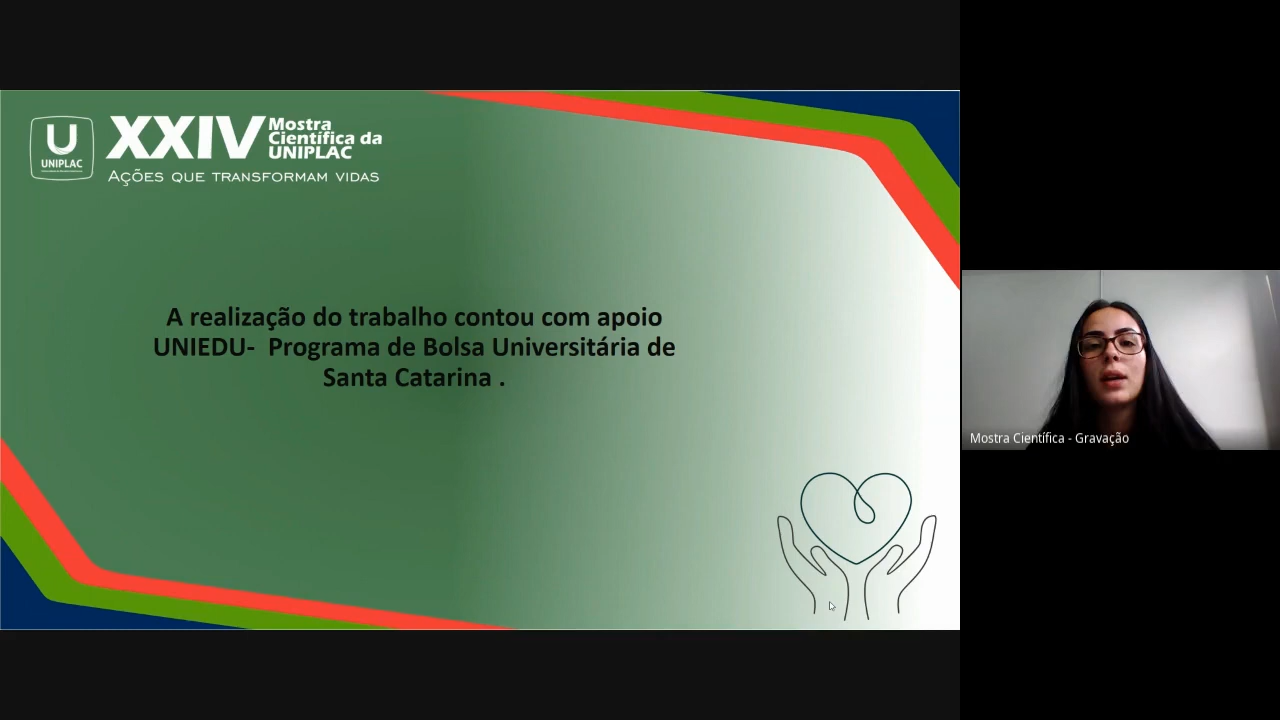 U
UNIPLAC
XXIV Mostra
Científica da
UNIPLAC
AÇÕES QUE TRANSFORMAM VIDAS
A realização do trabalho contou com apoio
UNIEDU- Programa de Bolsa Universitária de
Santa Catarina .
Mostra Científica - Gravação